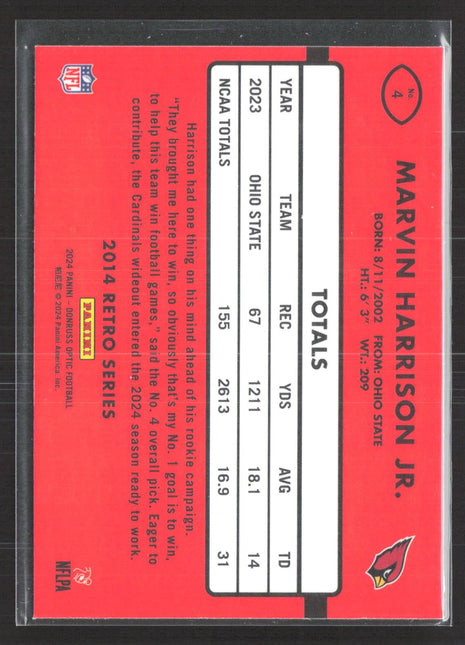 No.
4
MARVIN HARRISON JR.
BORN: 8/11/2002 FROM: OHIO STATE
HT.: 6' 3" WT.: 209
TOTALS
YEAR TEAM REC YDS AVG TD
2023 OHIO STATE 67 1211 18.1 14
NCAA TOTALS 155 2613 16.9 31
Harrison had one thing on his mind ahead of his rookie campaign.
"They brought me here to win, so obviously that's my No. 1 goal is to win,
to help this team win football games," said the No. 4 overall pick. Eager to
contribute, the Cardinals wideout entered the 2024 season ready to work.
2014 RETRO SERIES
PANINI
2024 PANINI - DONRUSS OPTIC FOOTBALL
© 2024 Panini America, Inc.
NFL
NFLPA